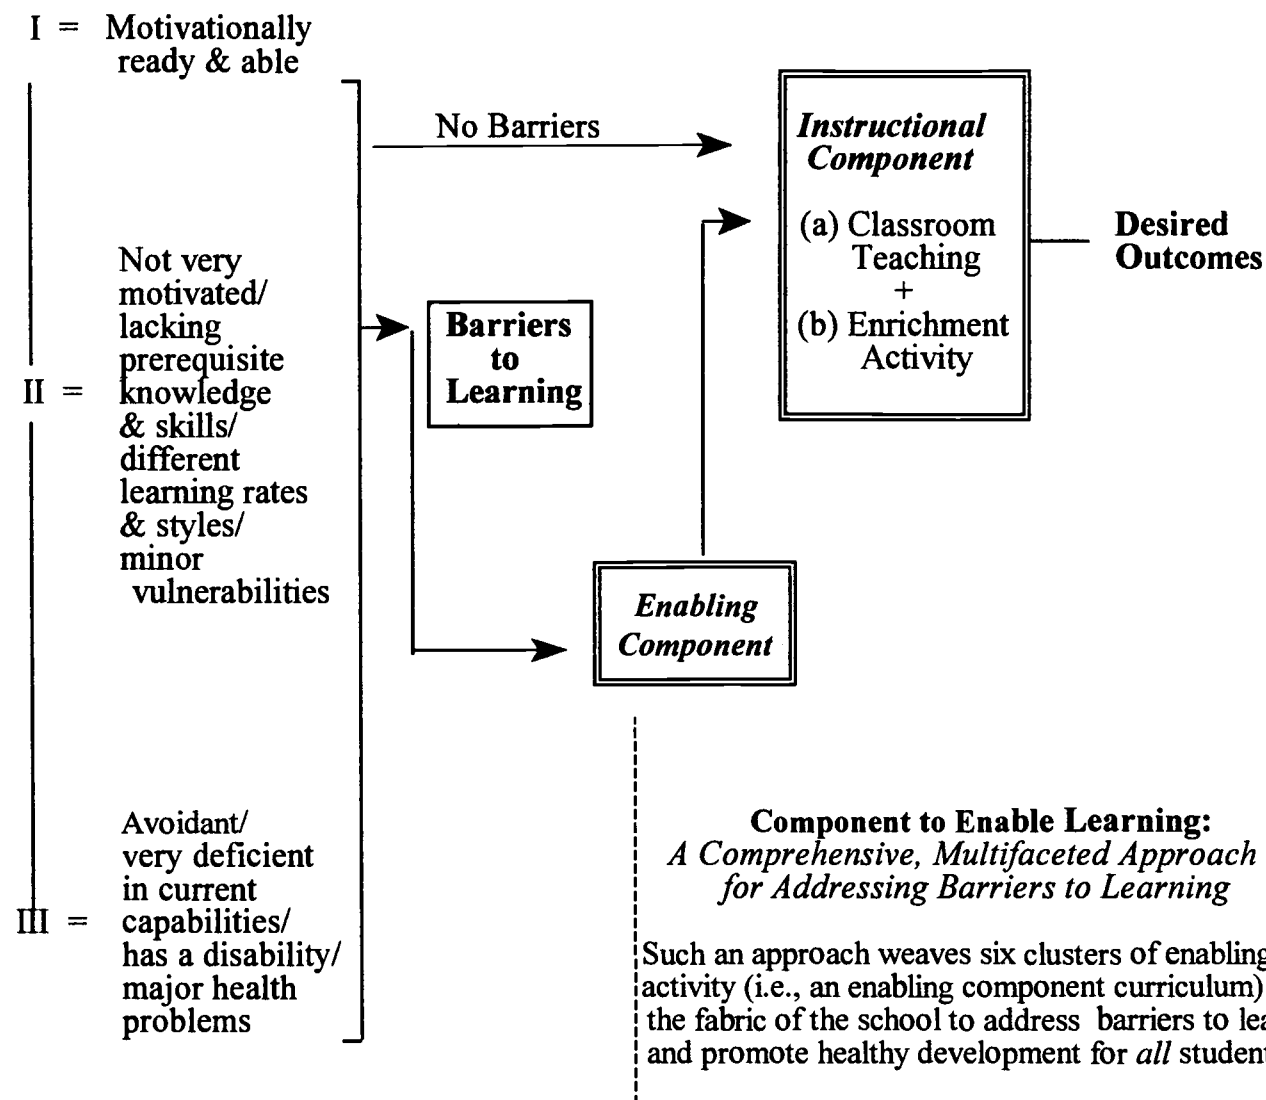 I = Motivationally
ready & able
No Barriers
Instructional
Component
(a) Classroom
Teaching
+
(b) Enrichment
Activity
Desired
Outcomes
Not very
motivated/
lacking
prerequisite
II = knowledge
& skills/
different
learning rates
& styles/
minor
vulnerabilities
Barriers
to
Learning
Enabling
Component
Avoidant/
very deficient
in current
III = capabilities/
has a disability/
major health
problems
Component to Enable Learning:
A Comprehensive, Multifaceted Approach
for Addressing Barriers to Learning
Such an approach weaves six clusters of enabling
activity (i.e., an enabling component curriculum)
the fabric of the school to address barriers to lea
and promote healthy development for all student